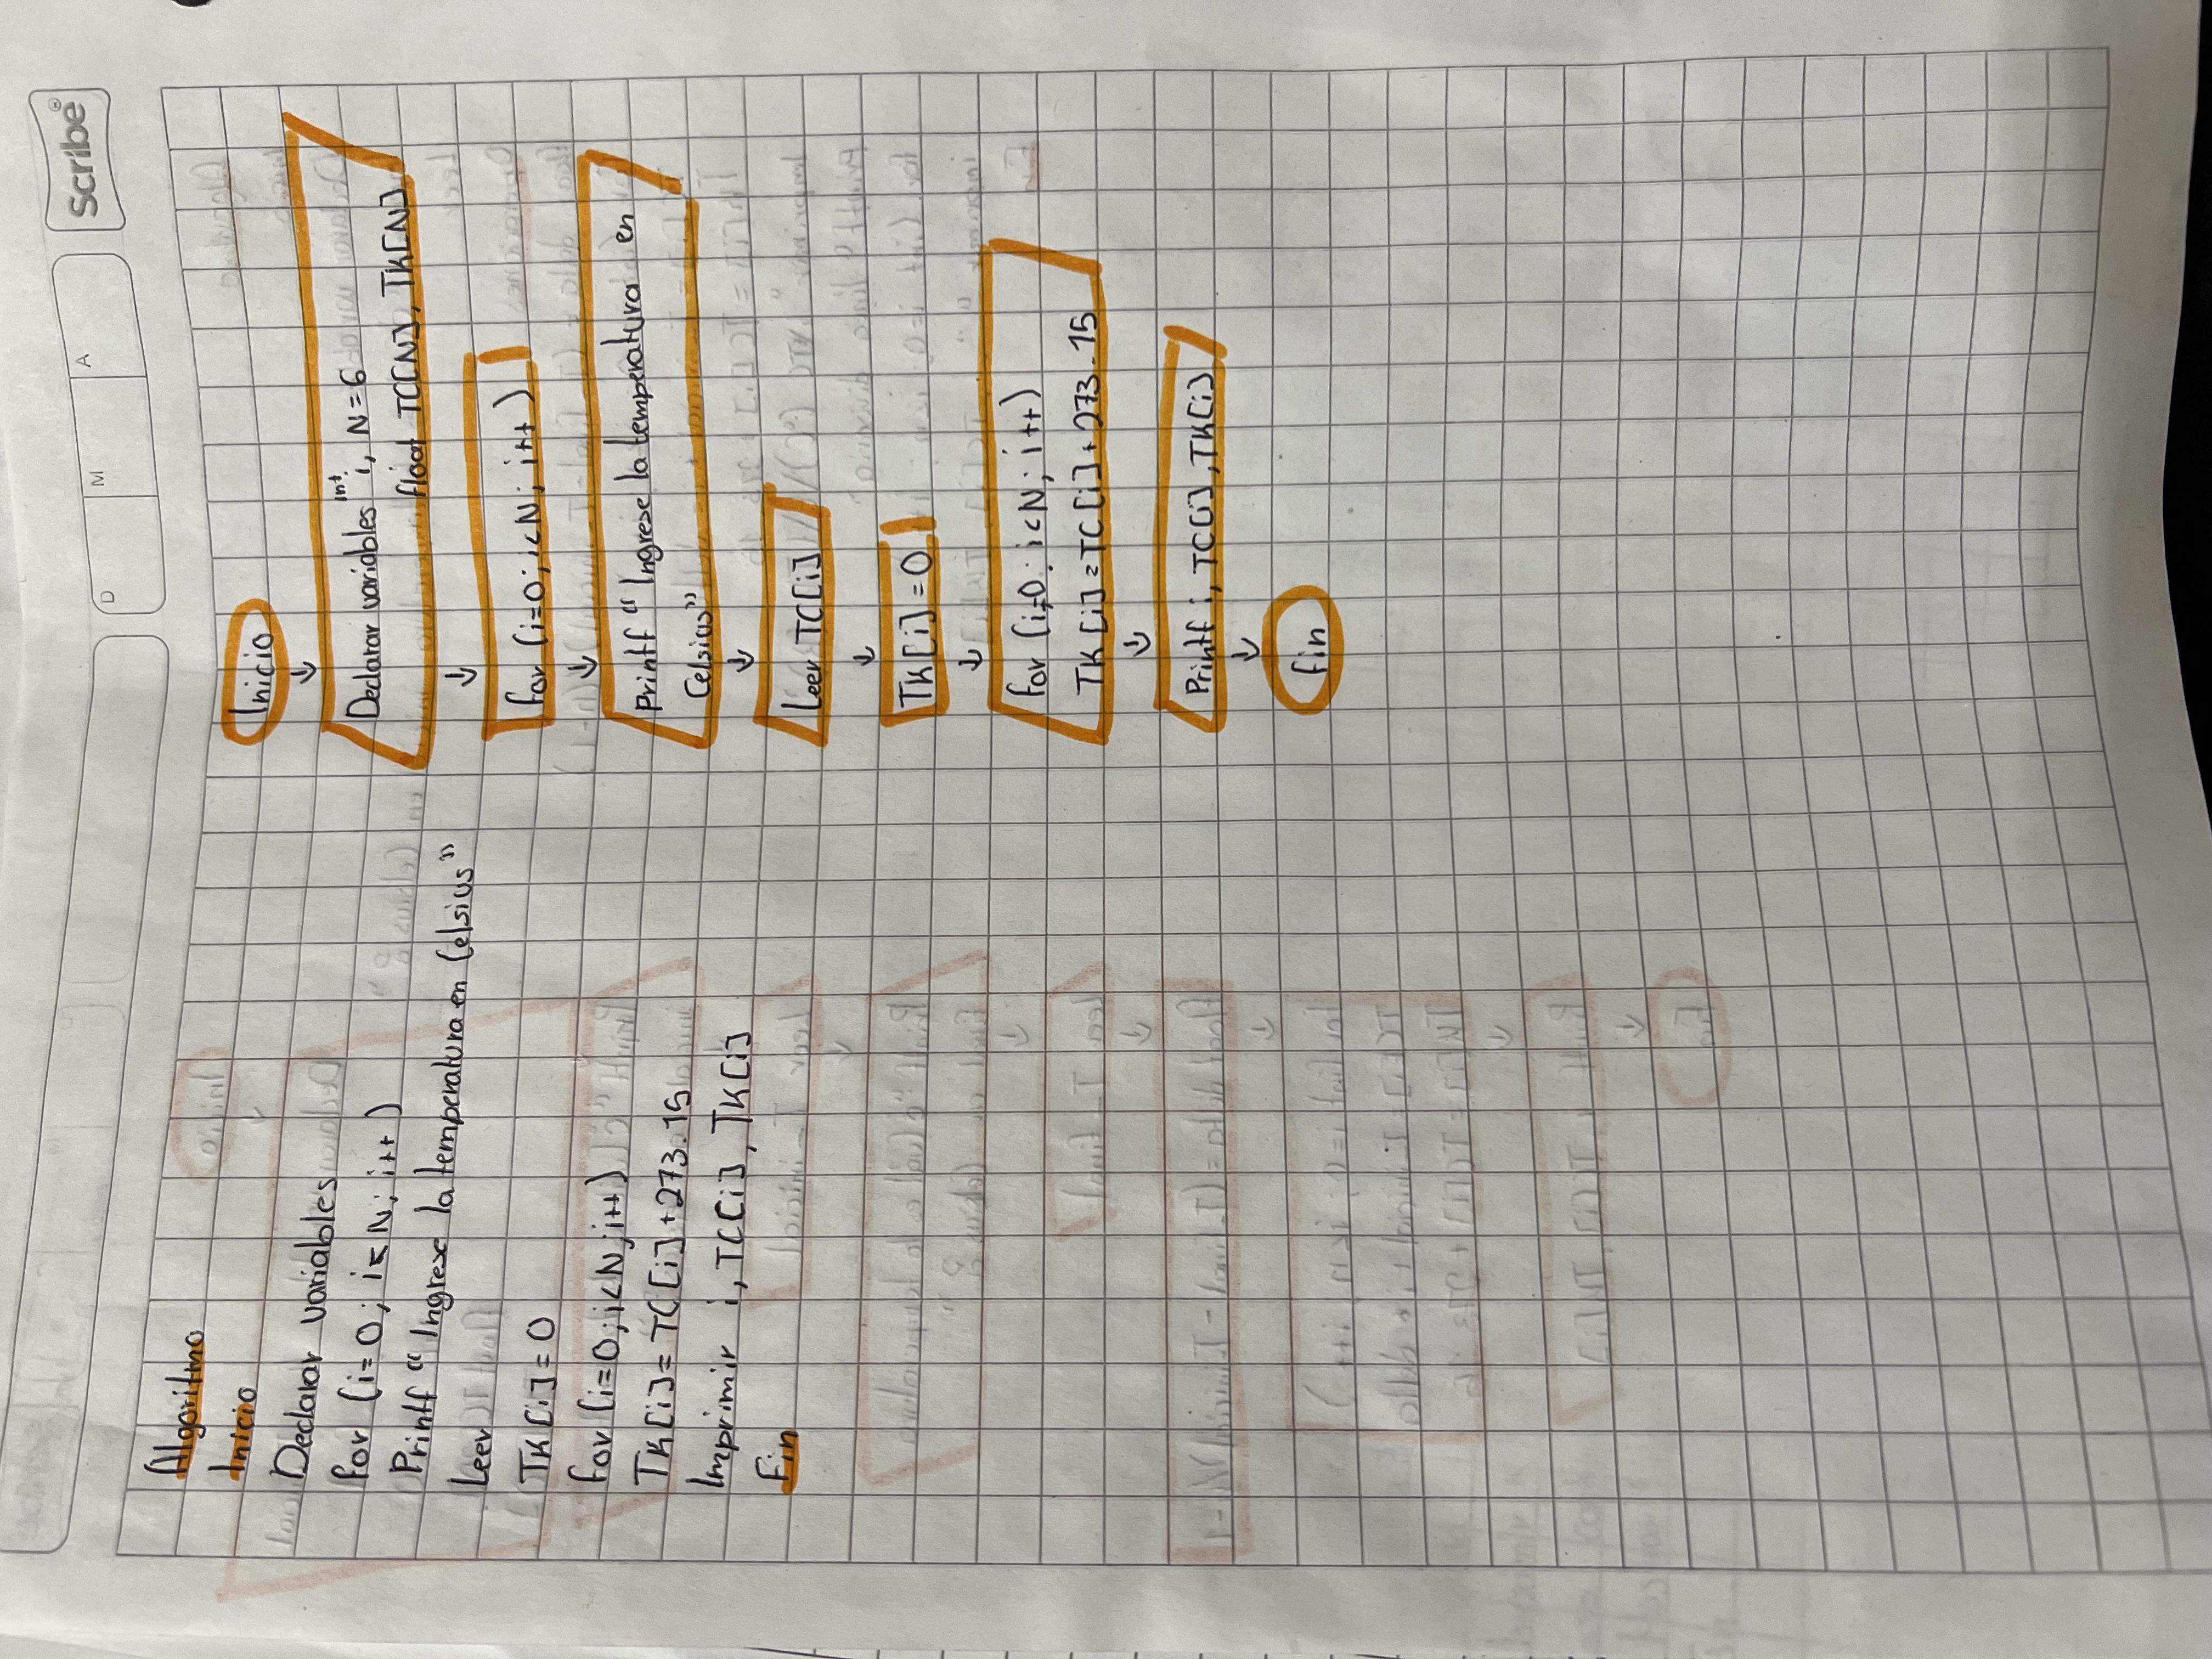 Scribe®
D M A
Algoritmo
Inicio
Declarar variables
for (i=0; i<N; i++)
Printf “Ingrese la temperatura en Celsius”
Leer
TK[i]=0
for (i=0; i<N; i++)
TK[i]=TC[i]+273.15
Imprimir i, TC[i], TK[i]
Fin
Inicio
Declarar variables int i, N=6
float TC[N], TK[N]
for (i=0; i<N; i++)
Printf “Ingrese la temperatura en
Celsius”
Leer TC[i]
TK[i]=0
for (i=0; i<N; i++)
TK[i]=TC[i]+273.15
Printf i, TC[i], TK[i]
fin